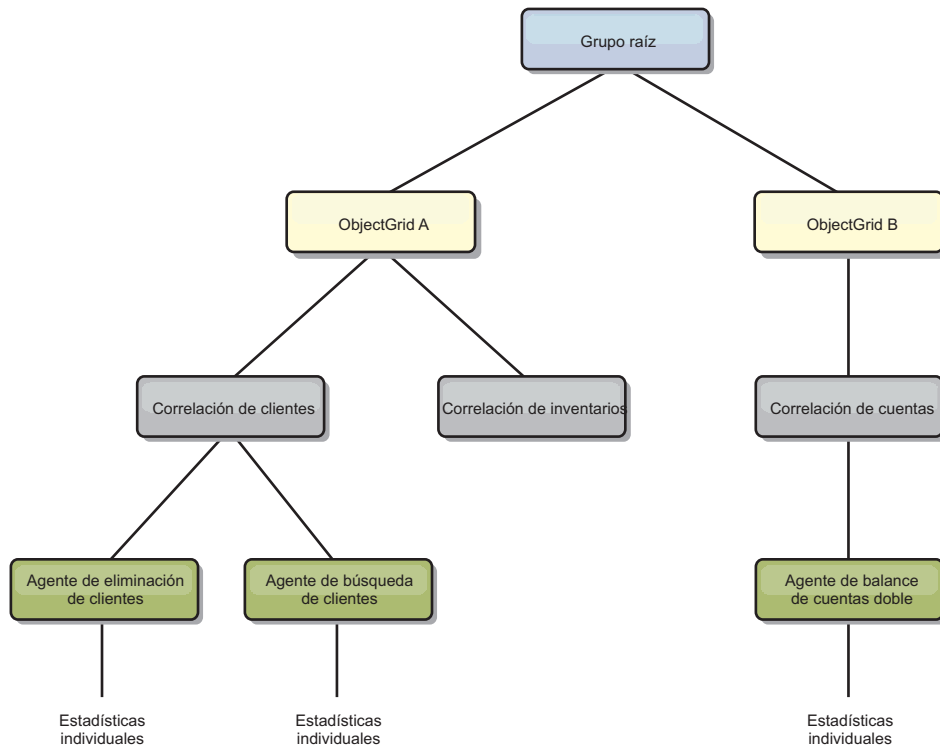 Grupo raíz
ObjectGrid A
ObjectGrid B
Correlación de clientes
Correlación de inventarios
Correlación de cuentas
Agente de eliminación
de clientes
Agente de búsqueda
de clientes
Agente de balance
de cuentas doble
Estadísticas
individuales
Estadísticas
individuales
Estadísticas
individuales